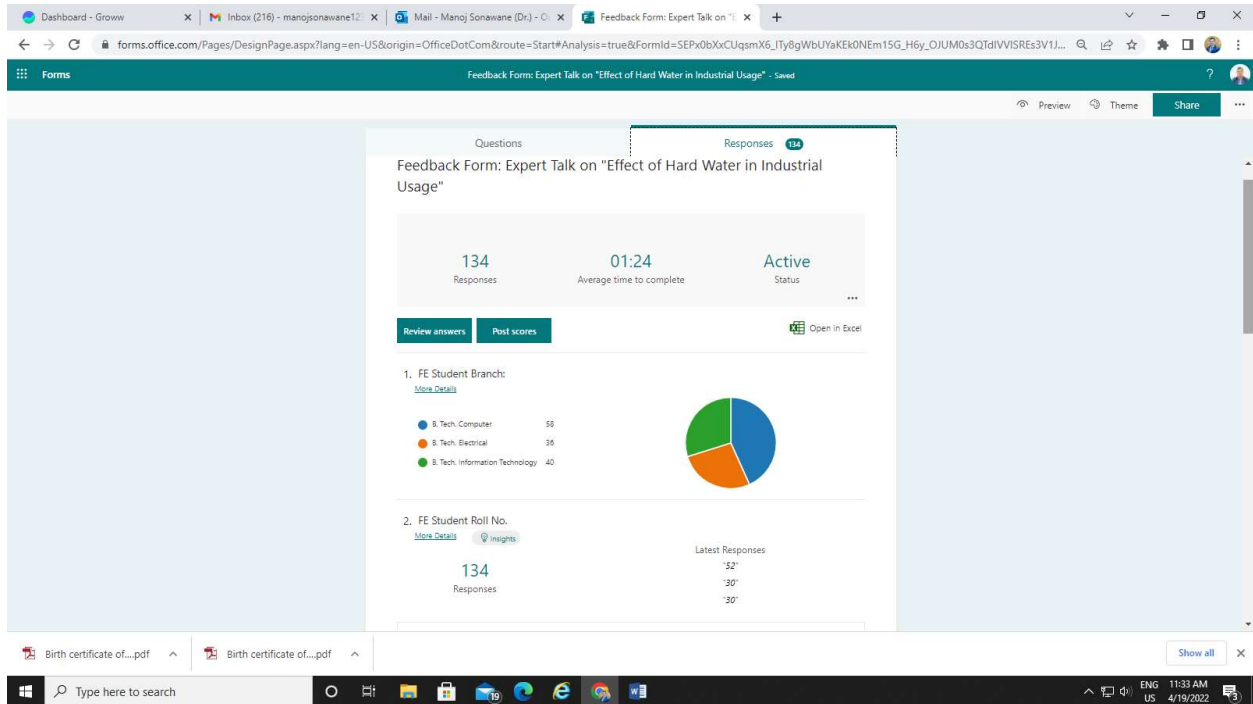 Dashboard - Groww
Inbox (216) - manojsonawane12
Mail - Manoj Sonawane (Dr.) - O
Feedback Form: Expert Talk on "E
forms.office.com/Pages/DesignPage.aspx?lang=en-US&origin=OfficeDotCom&route=Start#Analysis=true&FormId=
Forms
Feedback Form: Expert Talk on "Effect of Hard Water in Industrial Usage" - Saved
?
Preview
Theme
Share
Questions
Responses 134
Feedback Form: Expert Talk on "Effect of Hard Water in Industrial
Usage"
134
Responses
01:24
Average time to complete
Active
Status
Review answers
Post scores
Open in Excel
1. FE Student Branch:
More Details
B. Tech. Computer 58
B. Tech. Electrical 36
B. Tech. Information Technology 40
2. FE Student Roll No.
More Details
Insights
134
Responses
Latest Responses
"52"
"30"
"30"
Birth certificate of....pdf
Birth certificate of....pdf
Show all
Type here to search
19
ENG
US
11:33 AM
4/19/2022
3